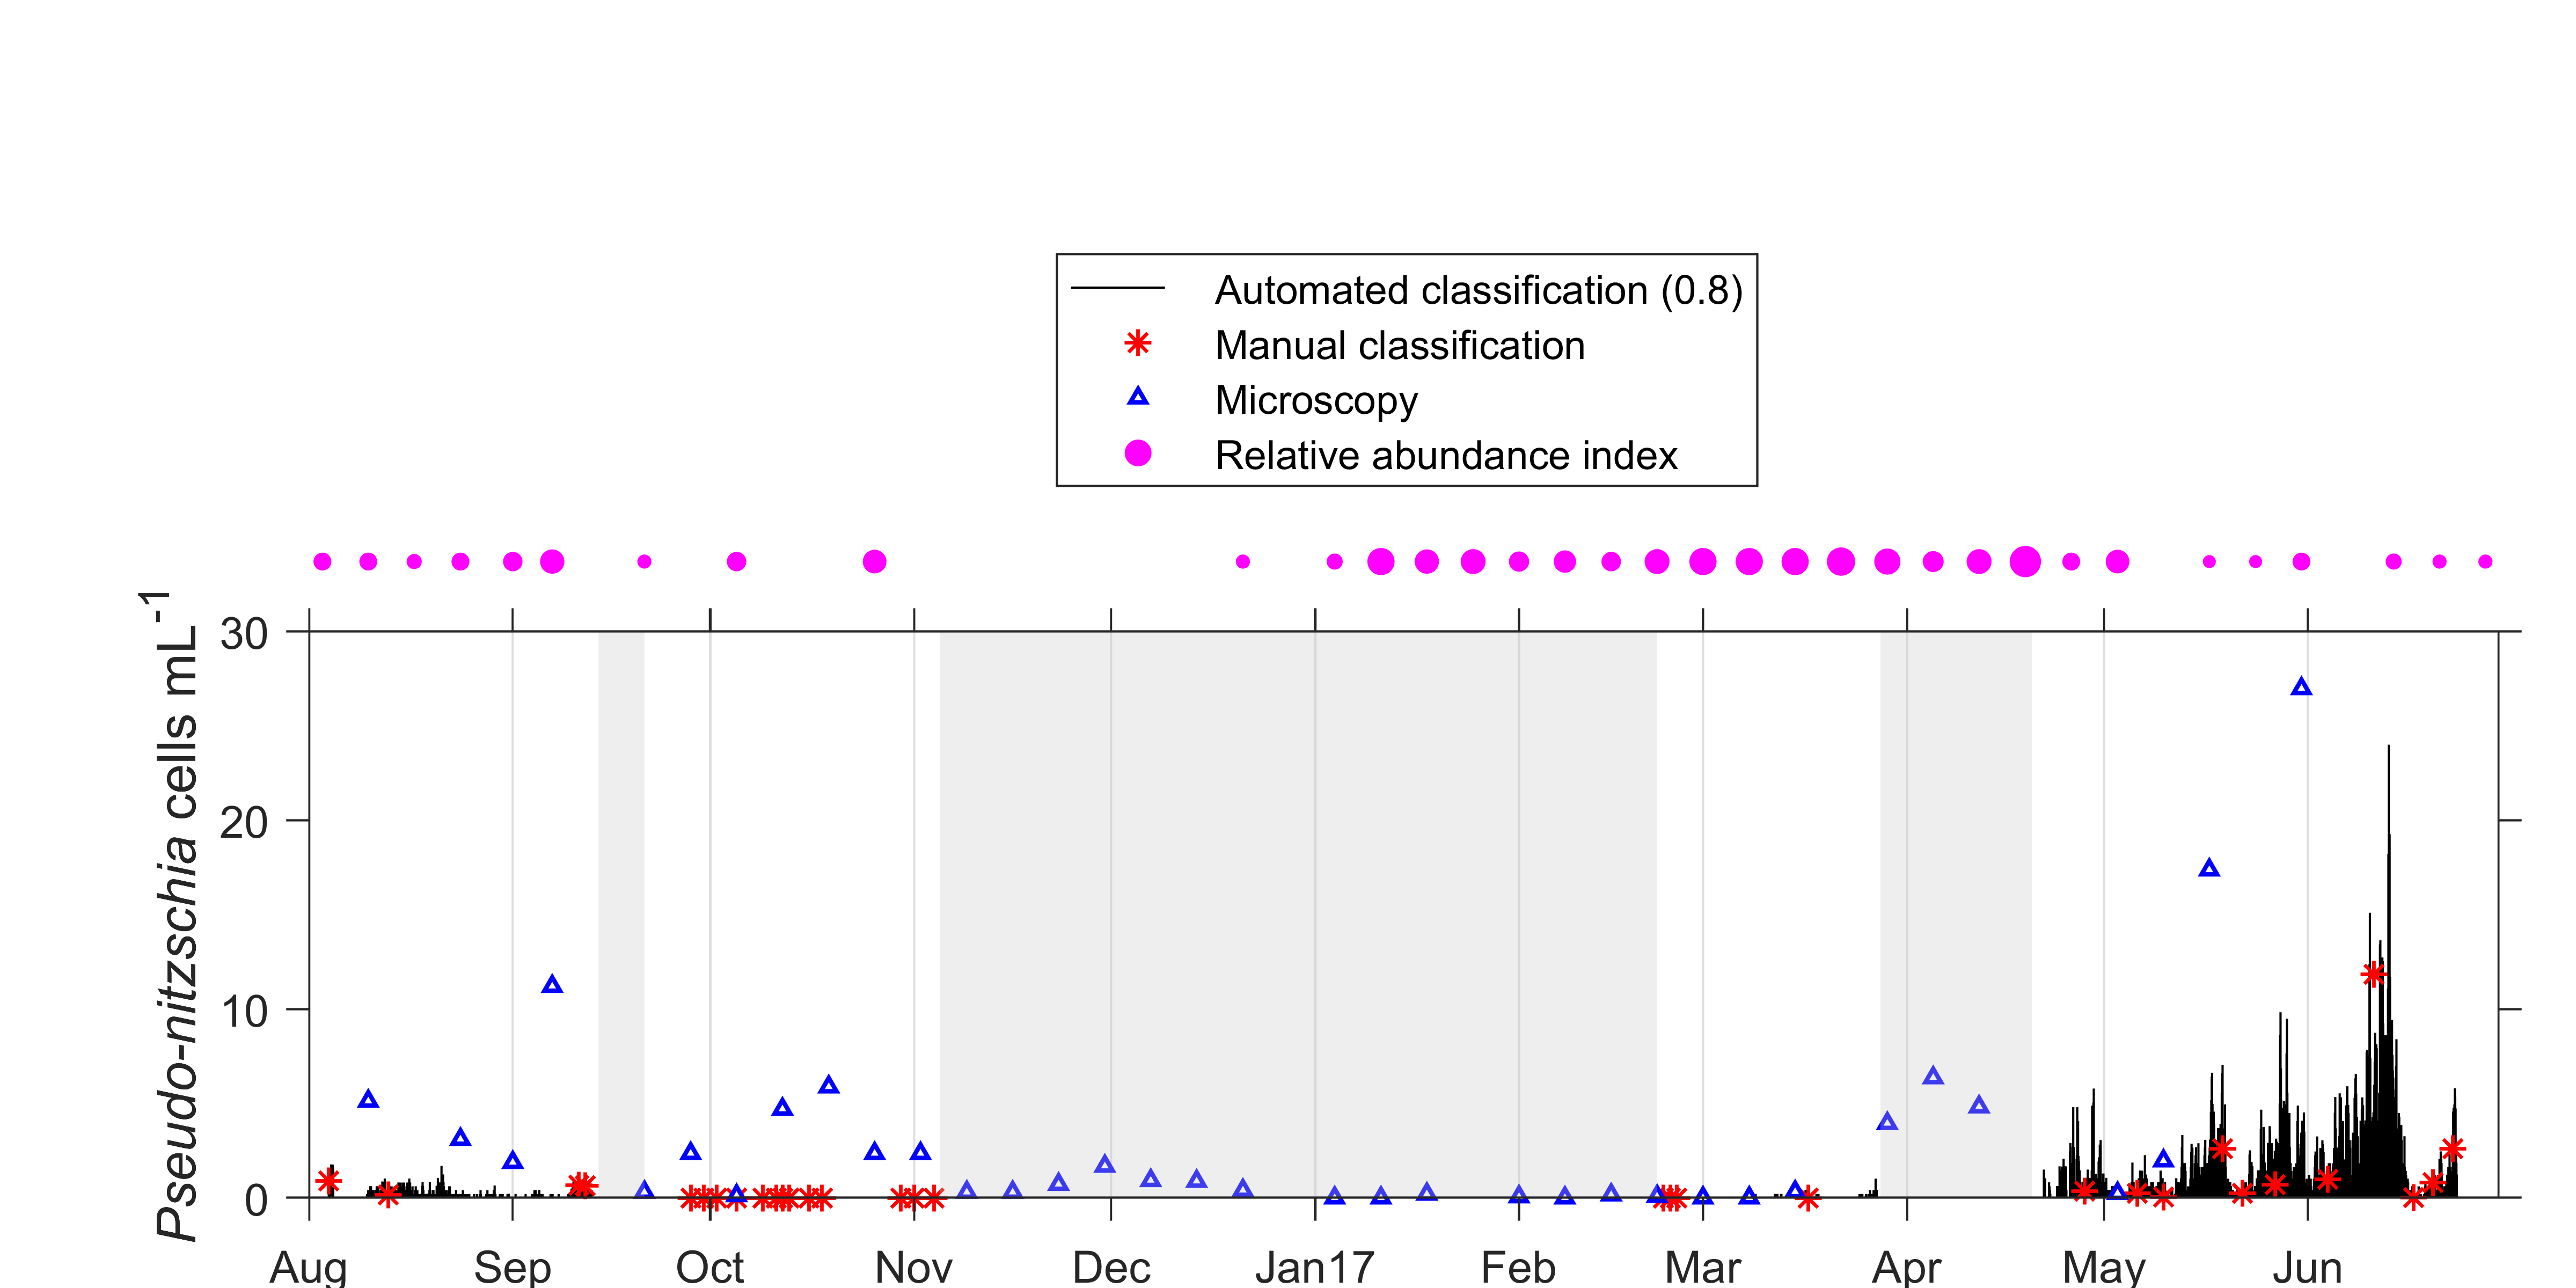 Automated classification (0.8)
Manual classification
Microscopy
Relative abundance index
Pseudo-nitzschia cells mL-1
30
20
10
0
Aug Sep Oct Nov Dec Jan17 Feb Mar Apr May Jun